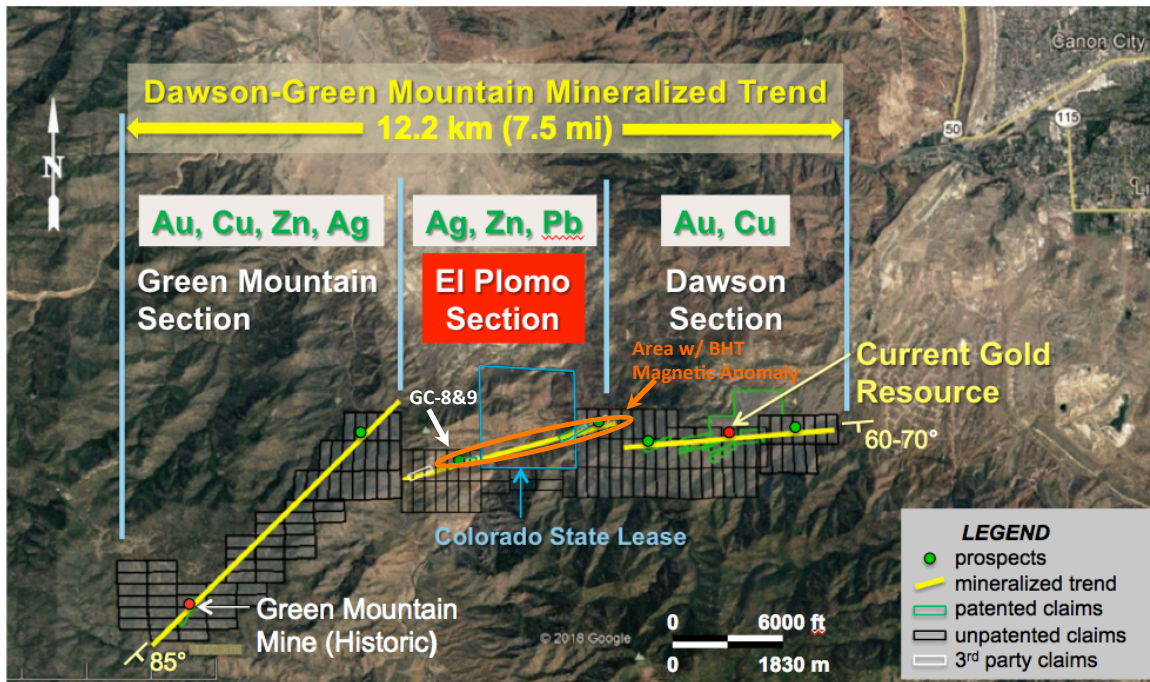 Canon City
Dawson-Green Mountain Mineralized Trend
12.2 km (7.5 mi)
50
115
N
Au, Cu, Zn, Ag
Ag, Zn, Pb
Au, Cu
Green Mountain
Section
El Plomo
Section
Dawson
Section
Area w/ BHT
Magnetic Anomaly
Current Gold
Resource
GC-8&9
60-70°
Colorado State Lease
Green Mountain
Mine (Historic)
85°
© 2018 Google
0 6000 ft
0 1830 m
LEGEND
prospects
mineralized trend
patented claims
unpatented claims
3rd party claims